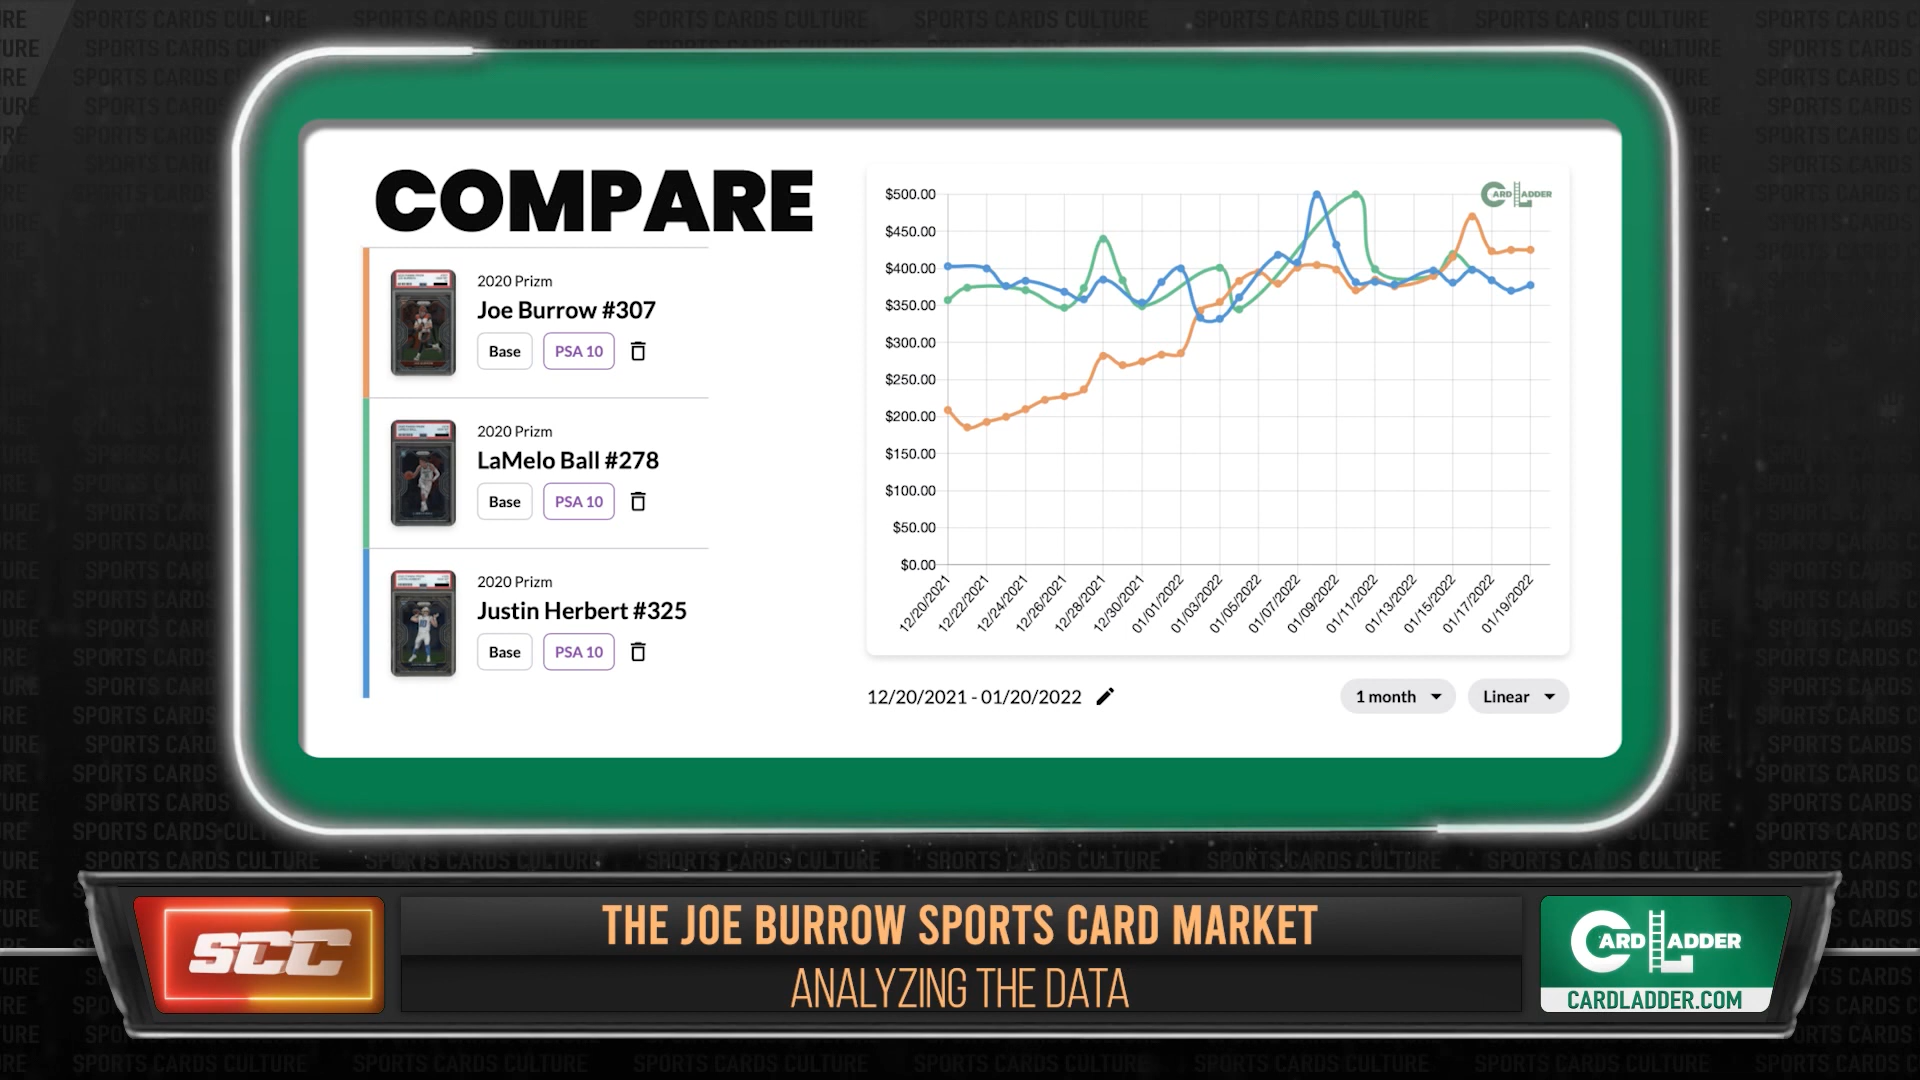 COMPARE
2020 Prizm
Joe Burrow #307
Base
PSA 10
2020 Prizm
LaMelo Ball #278
Base
PSA 10
2020 Prizm
Justin Herbert #325
Base
PSA 10
CARD LADDER
$500.00
$450.00
$400.00
$350.00
$300.00
$250.00
$200.00
$150.00
$100.00
$50.00
$0.00
12/20/2021
12/22/2021
12/24/2021
12/26/2021
12/28/2021
12/30/2021
01/01/2022
01/03/2022
01/05/2022
01/07/2022
01/09/2022
01/11/2022
01/13/2022
01/15/2022
01/17/2022
01/19/2022
12/20/2021 - 01/20/2022
1 month
Linear
SCC
THE JOE BURROW SPORTS CARD MARKET
ANALYZING THE DATA
CARD LADDER
CARDLADDER.COM
SPORTS CARDS CULTURE